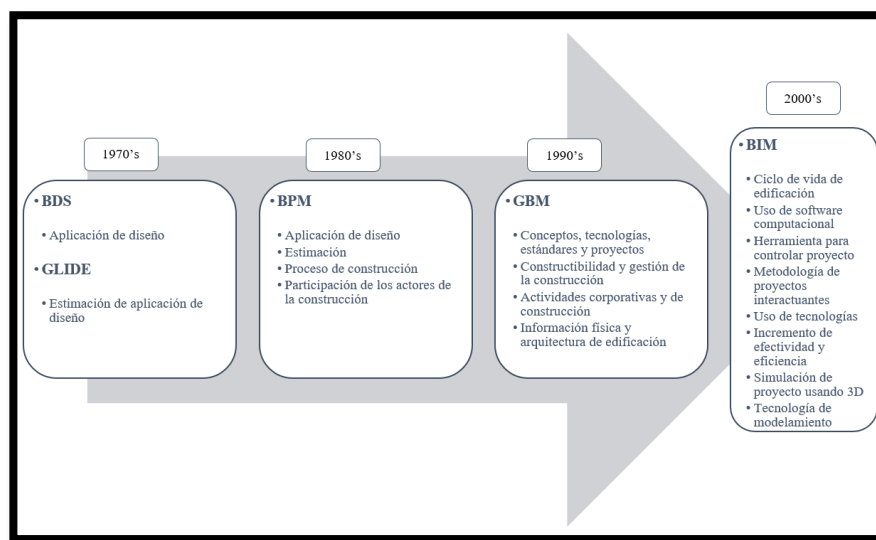 1970's
• BDS
• Aplicación de diseño
• GLIDE
• Estimación de aplicación de
diseño
1980's
• BPM
• Aplicación de diseño
• Estimación
• Proceso de construcción
• Participación de los actores de
la construcción
1990's
• GBM
• Conceptos, tecnologías,
estándares y proyectos
• Constructibilidad y gestión de
la construcción
• Actividades corporativas y de
construcción
• Información física y
arquitectura de edificación
2000's
• BIM
• Ciclo de vida de
edificación
• Uso de software
computacional
• Herramienta para
controlar proyecto
• Metodología de
proyectos
interactuantes
• Uso de tecnologías
• Incremento de
efectividad y
eficiencia
• Simulación de
proyecto usando 3D
• Tecnología de
modelamiento